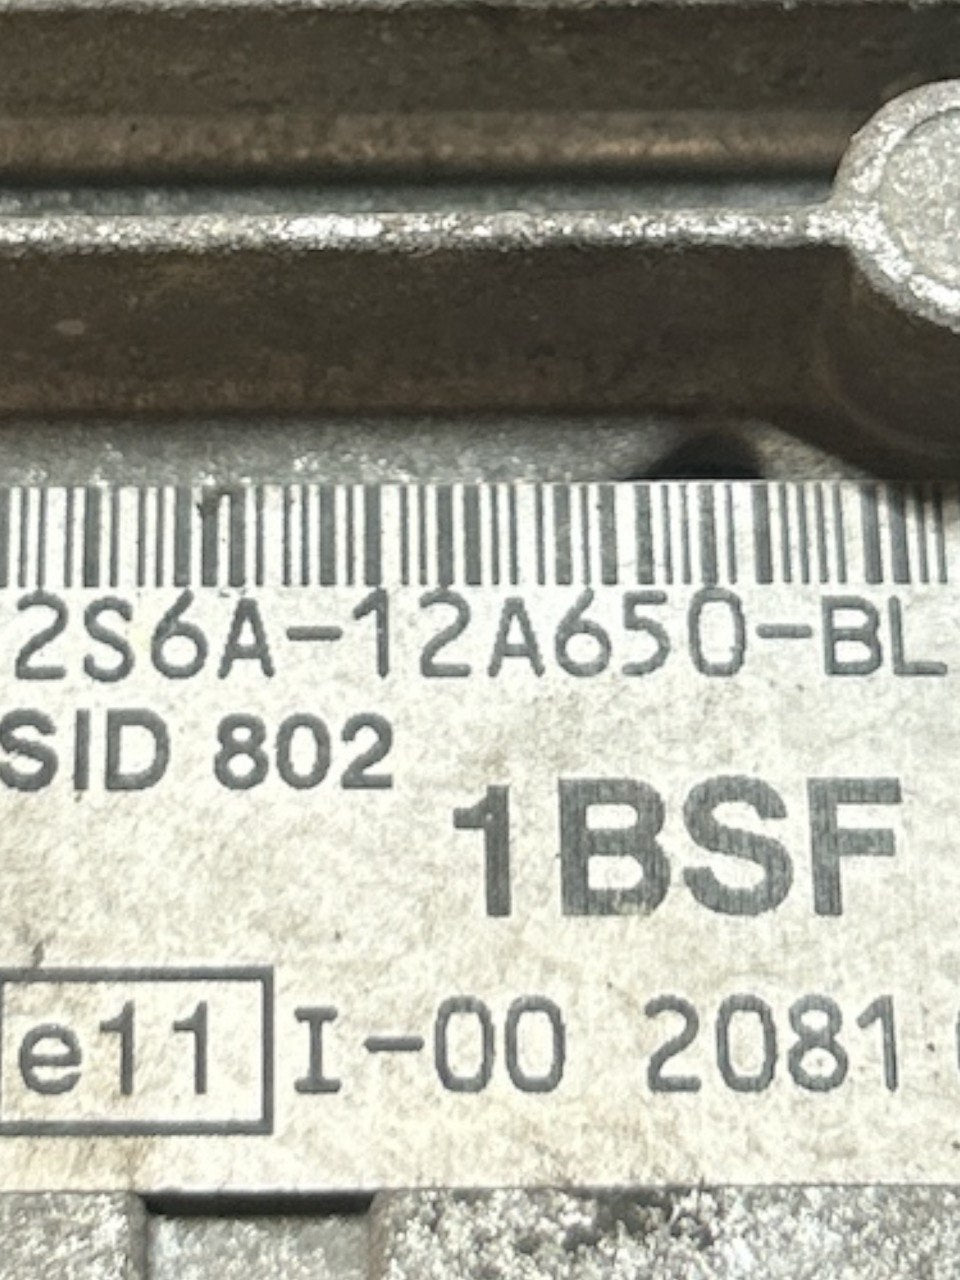 2S6A-12A650-BL
SID 802
1BSF
e11 I-00 2081